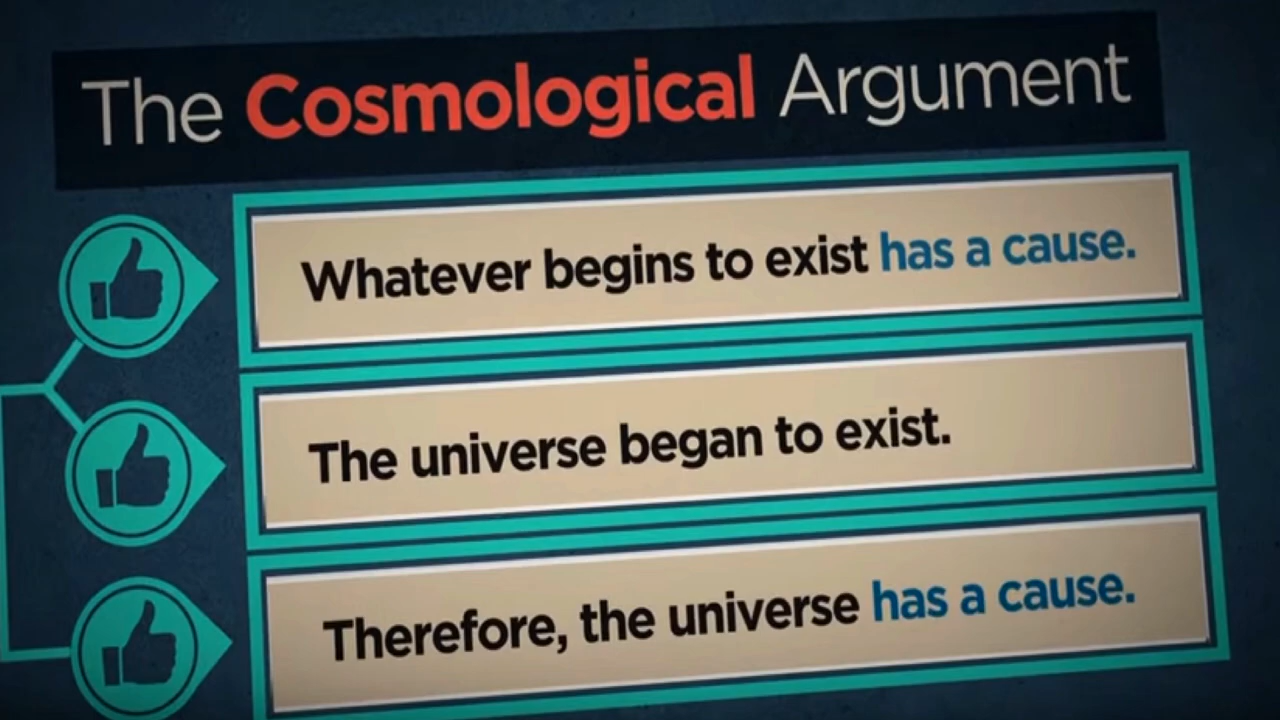 The Cosmological Argument
Whatever begins to exist has a cause.
The universe began to exist.
Therefore, the universe has a cause.